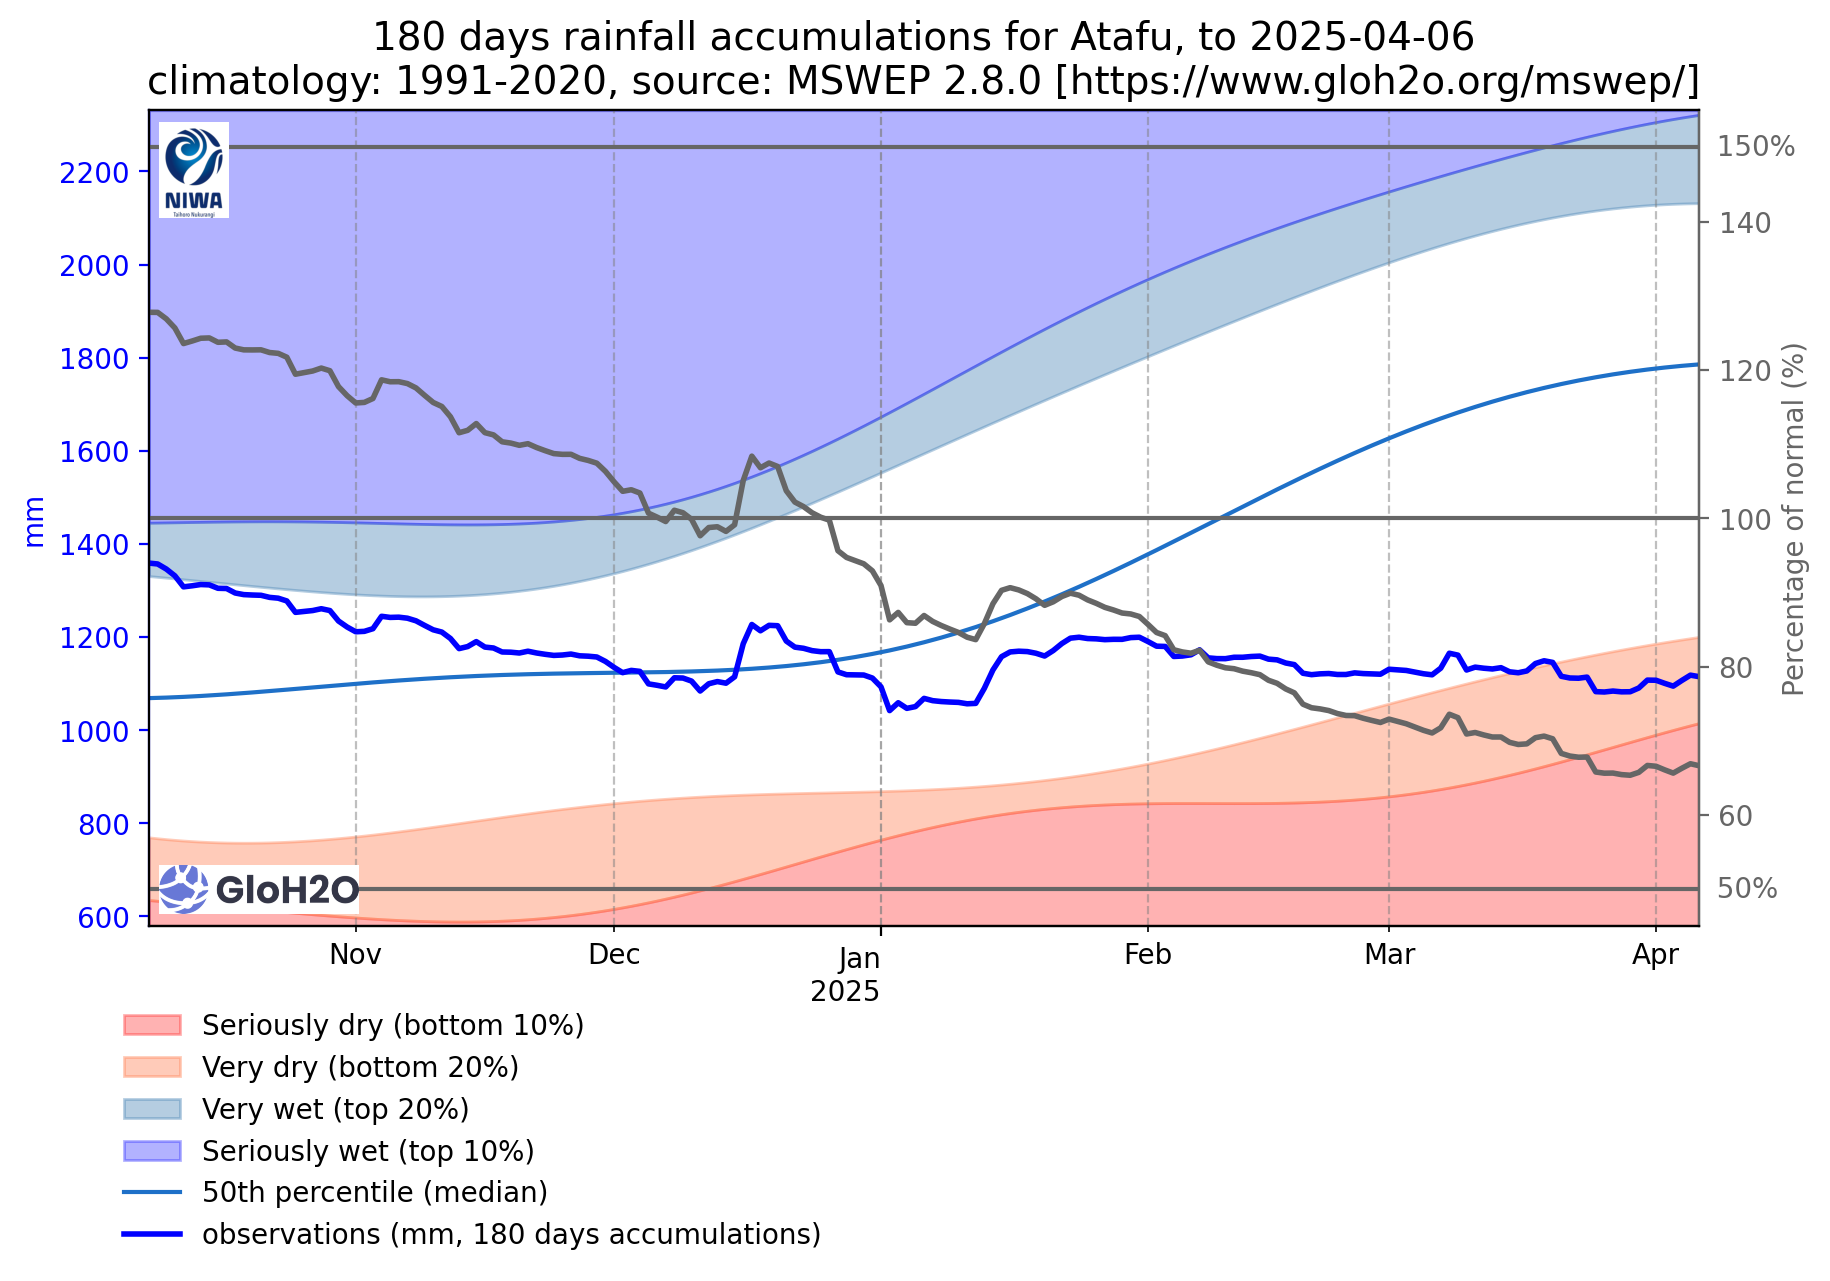 180 days rainfall accumulations for Atafu, to 2025-04-06
climatology: 1991-2020, source: MSWEP 2.8.0 [https://www.gloh2o.org/mswep/]
NIWA
Taihoro Nukurangi
2200
2000
1800
1600
1400
1200
1000
800
600
mm
150%
140
120
100
80
60
50%
Percentage of normal (%)
GloH2O
Nov
Dec
Jan
2025
Feb
Mar
Apr
Seriously dry (bottom 10%)
Very dry (bottom 20%)
Very wet (top 20%)
Seriously wet (top 10%)
50th percentile (median)
observations (mm, 180 days accumulations)